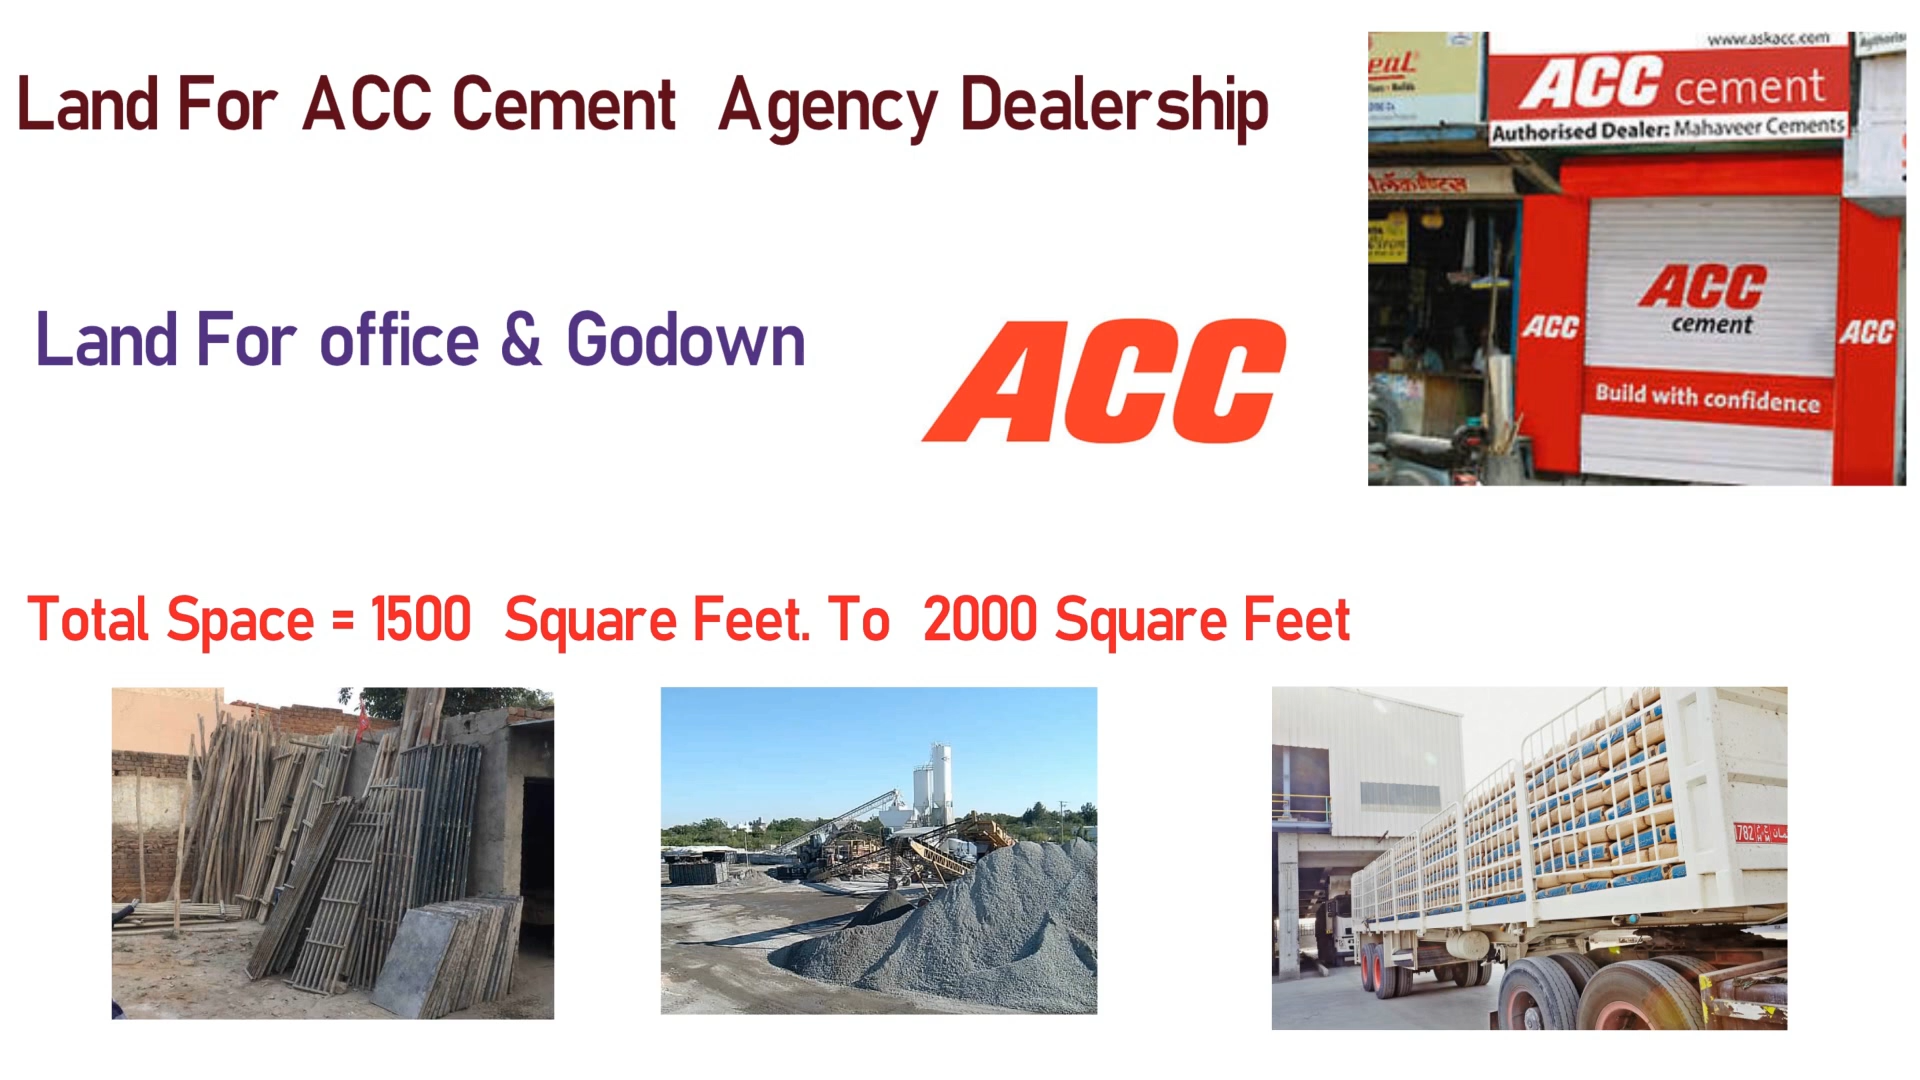 Land For ACC Cement Agency Dealership
www.askacc.com
ACC cement
Authorised Dealer: Mahaveer Cements
ACC
cement
ACC
ACC
Build with confidence
Land For office & Godown
ACC
Total Space = 1500 Square Feet. To 2000 Square Feet
1782